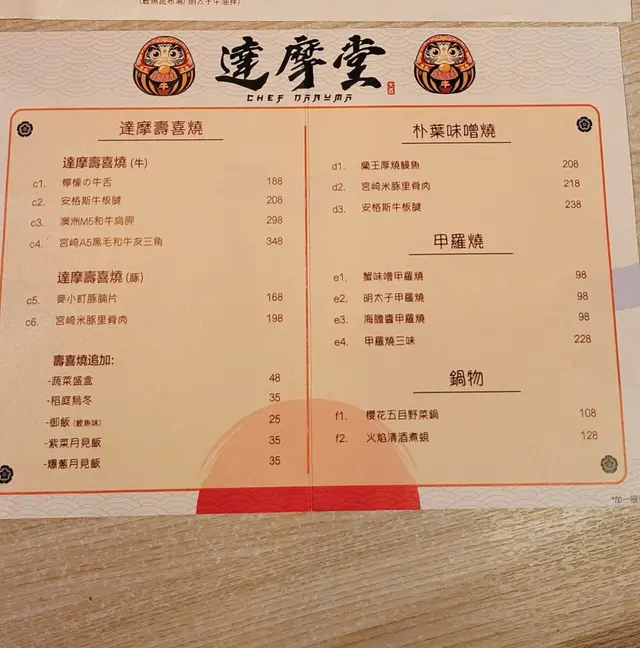 達摩堂
CHEF DARUMA
達摩壽喜燒
達摩壽喜燒 (牛)
c1. 檸檬の牛舌 188
c2. 安格斯牛板腱 208
c3. 澳洲M5和牛肩胛 298
c4. 宮崎A5黑毛和牛友三角 348
達摩壽喜燒 (豚)
c5. 麥小町豚腩片 168
c6. 宮崎米豚里脊肉 198
壽喜燒追加:
-蔬菜盛盒 48
-稻庭烏冬 35
-御飯 (鰹魚味) 25
-紫菜月見飯 35
-爆蔥月見飯 35
朴葉味噌燒
d1. 蘭王厚燒鰻魚 208
d2. 宮崎米豚里脊肉 218
d3. 安格斯牛板腱 238
甲羅燒
e1. 蟹味噌甲羅燒 98
e2. 明太子甲羅燒 98
e3. 海膽醬甲羅燒 98
e4. 甲羅燒三味 228
鍋物
f1. 櫻花五目野菜鍋 108
f2. 火焰清酒煮蜆 128
*加一